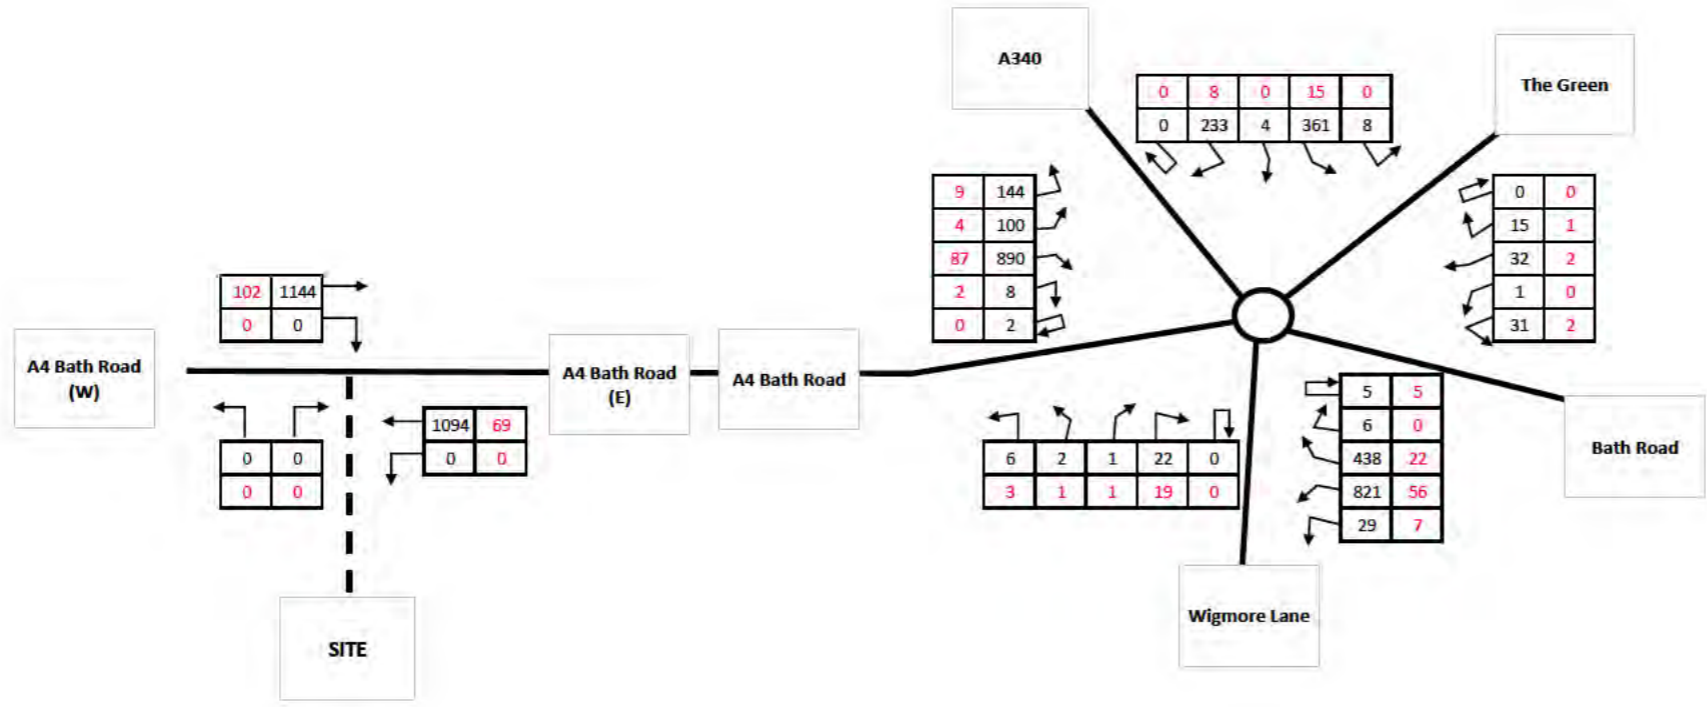 A340
The Green
0 8 0 15 0
0 233 4 361 8
9 144
4 100
87 890
2 8
0 2
0 0
15 1
32 2
1 0
31 2
102 1144
0 0
A4 Bath Road
(W)
A4 Bath Road
(E)
A4 Bath Road
1094 69
0 0
0 0
0 0
6 2 1 22 0
3 1 1 19 0
5 5
6 0
438 22
821 56
29 7
Bath Road
Wigmore Lane
SITE